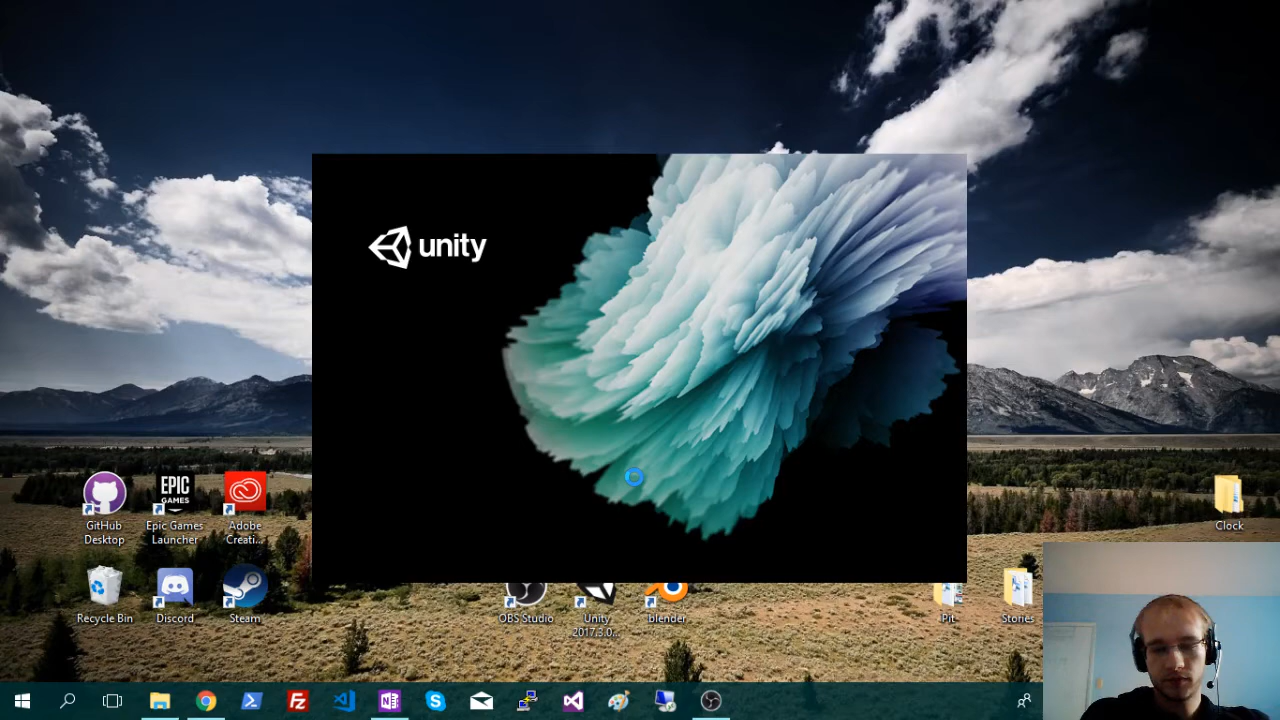 unity
GitHub
Desktop
EPIC
GAMES
Epic Games
Launcher
Adobe
Creati...
Clock
Recycle Bin
Discord
Steam
OBS Studio
Unity
2017.3.0...
blender
Pit
Stories